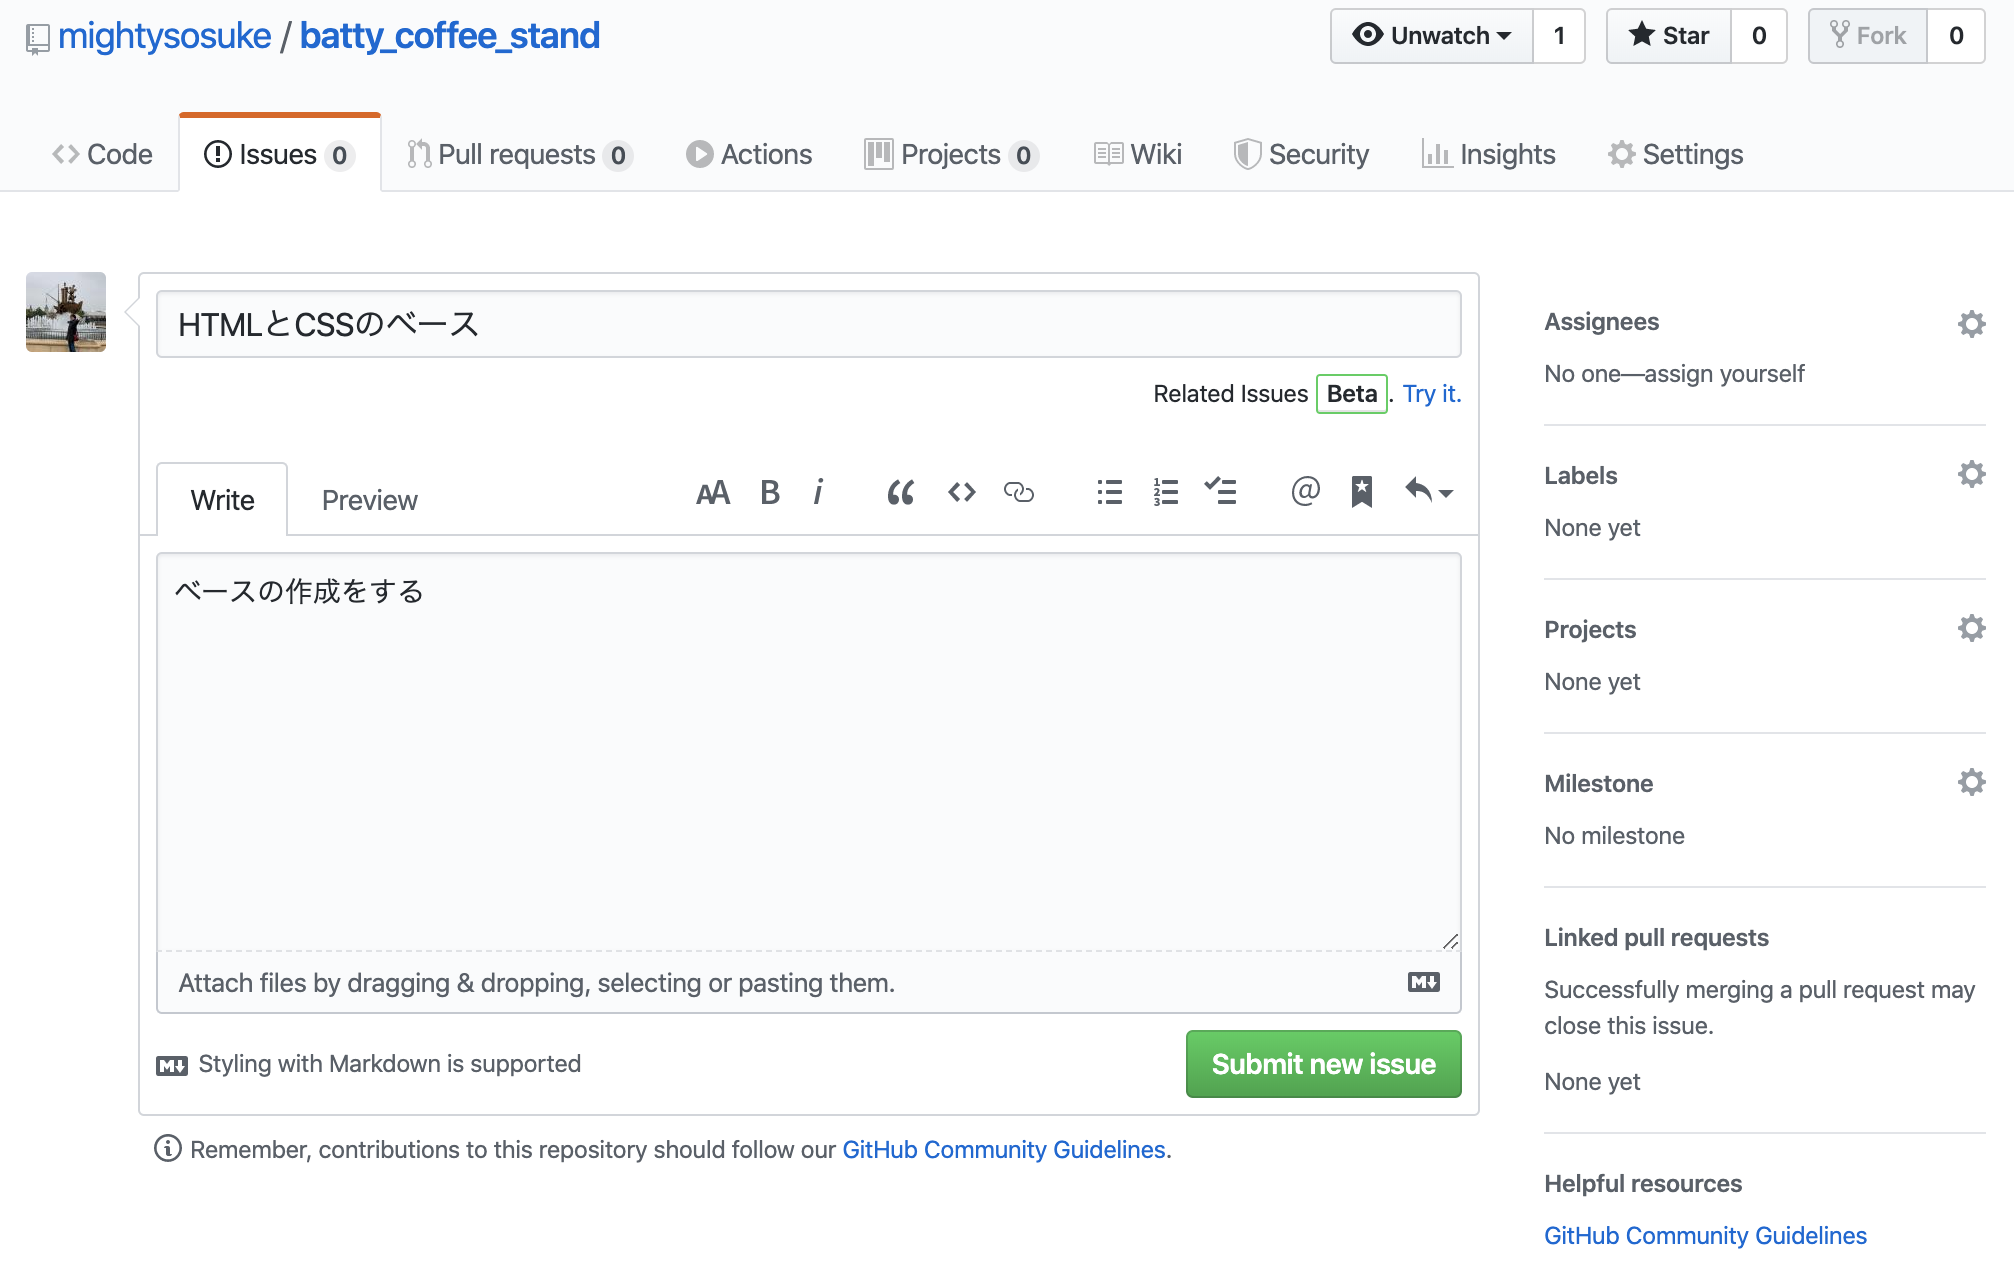 mightysosuke / batty_coffee_stand
Unwatch 1 Star 0 Fork 0
Code Issues 0 Pull requests 0 Actions Projects 0 Wiki Security Insights Settings
HTMLとCSSのベース
Related Issues Beta. Try it.
Write Preview
ベースの作成をする
Attach files by dragging & dropping, selecting or pasting them.
Styling with Markdown is supported
Submit new issue
Remember, contributions to this repository should follow our GitHub Community Guidelines.
Assignees
No one—assign yourself
Labels
None yet
Projects
None yet
Milestone
No milestone
Linked pull requests
Successfully merging a pull request may
close this issue.
None yet
Helpful resources
GitHub Community Guidelines